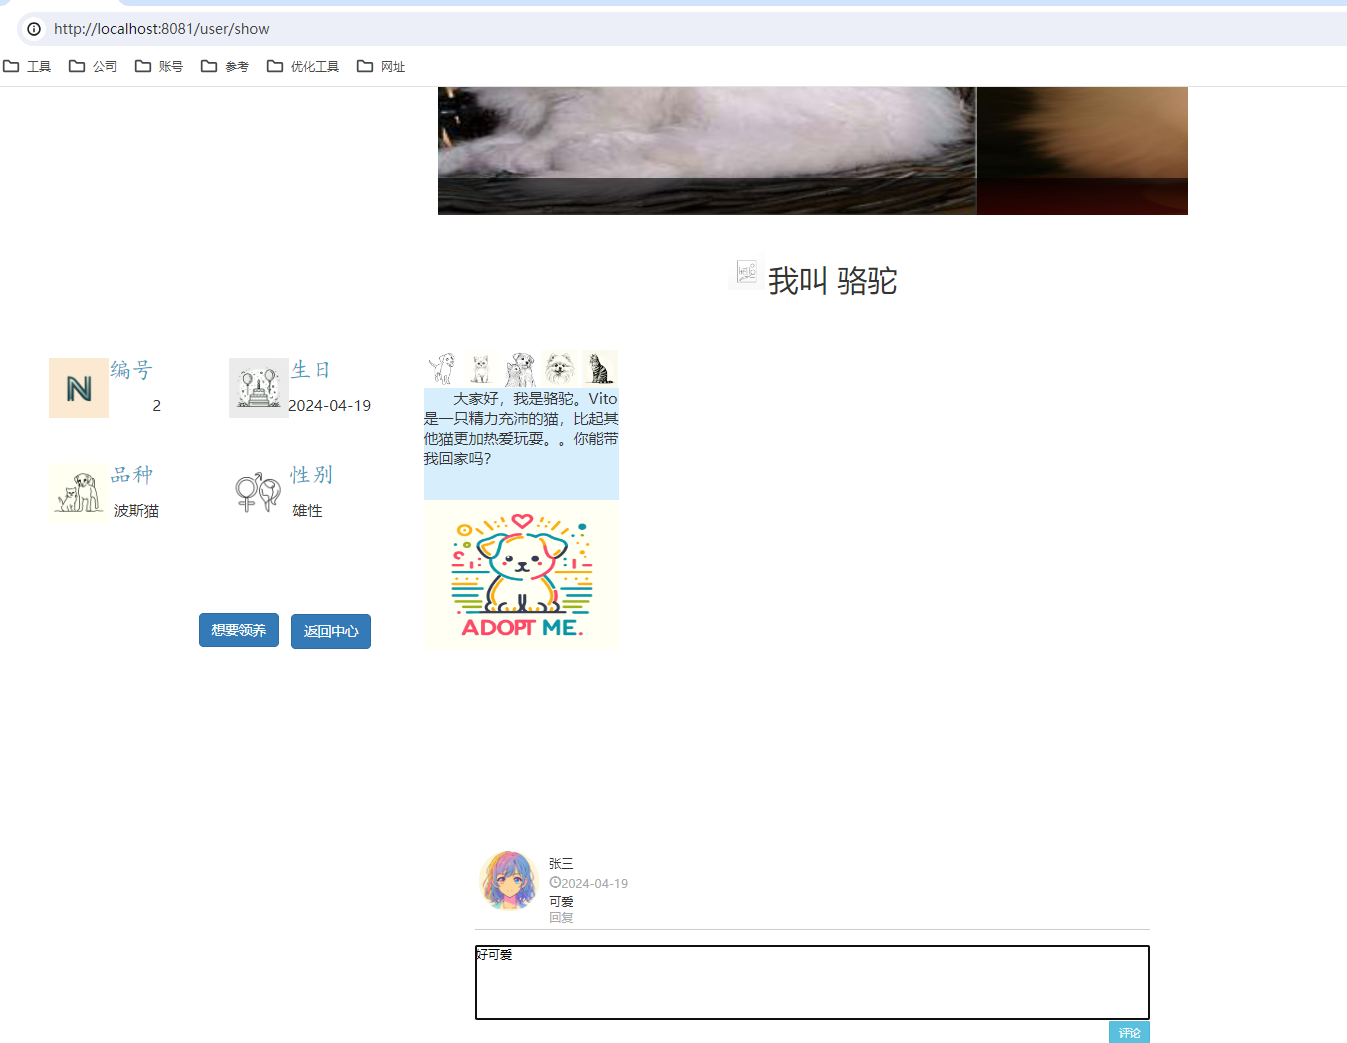 http://localhost:8081/user/show
工具 公司 账号 参考 优化工具 网址
我叫 骆驼
编号
2
生日
2024-04-19
品种
波斯猫
性别
雄性
想要领养 返回中心
大家好，我是骆驼。Vito
是一只精力充沛的猫，比起其
他猫更加热爱玩耍。。你能带
我回家吗?
ADOPT ME.
张三
2024-04-19
可爱
回复
好可爱
评论